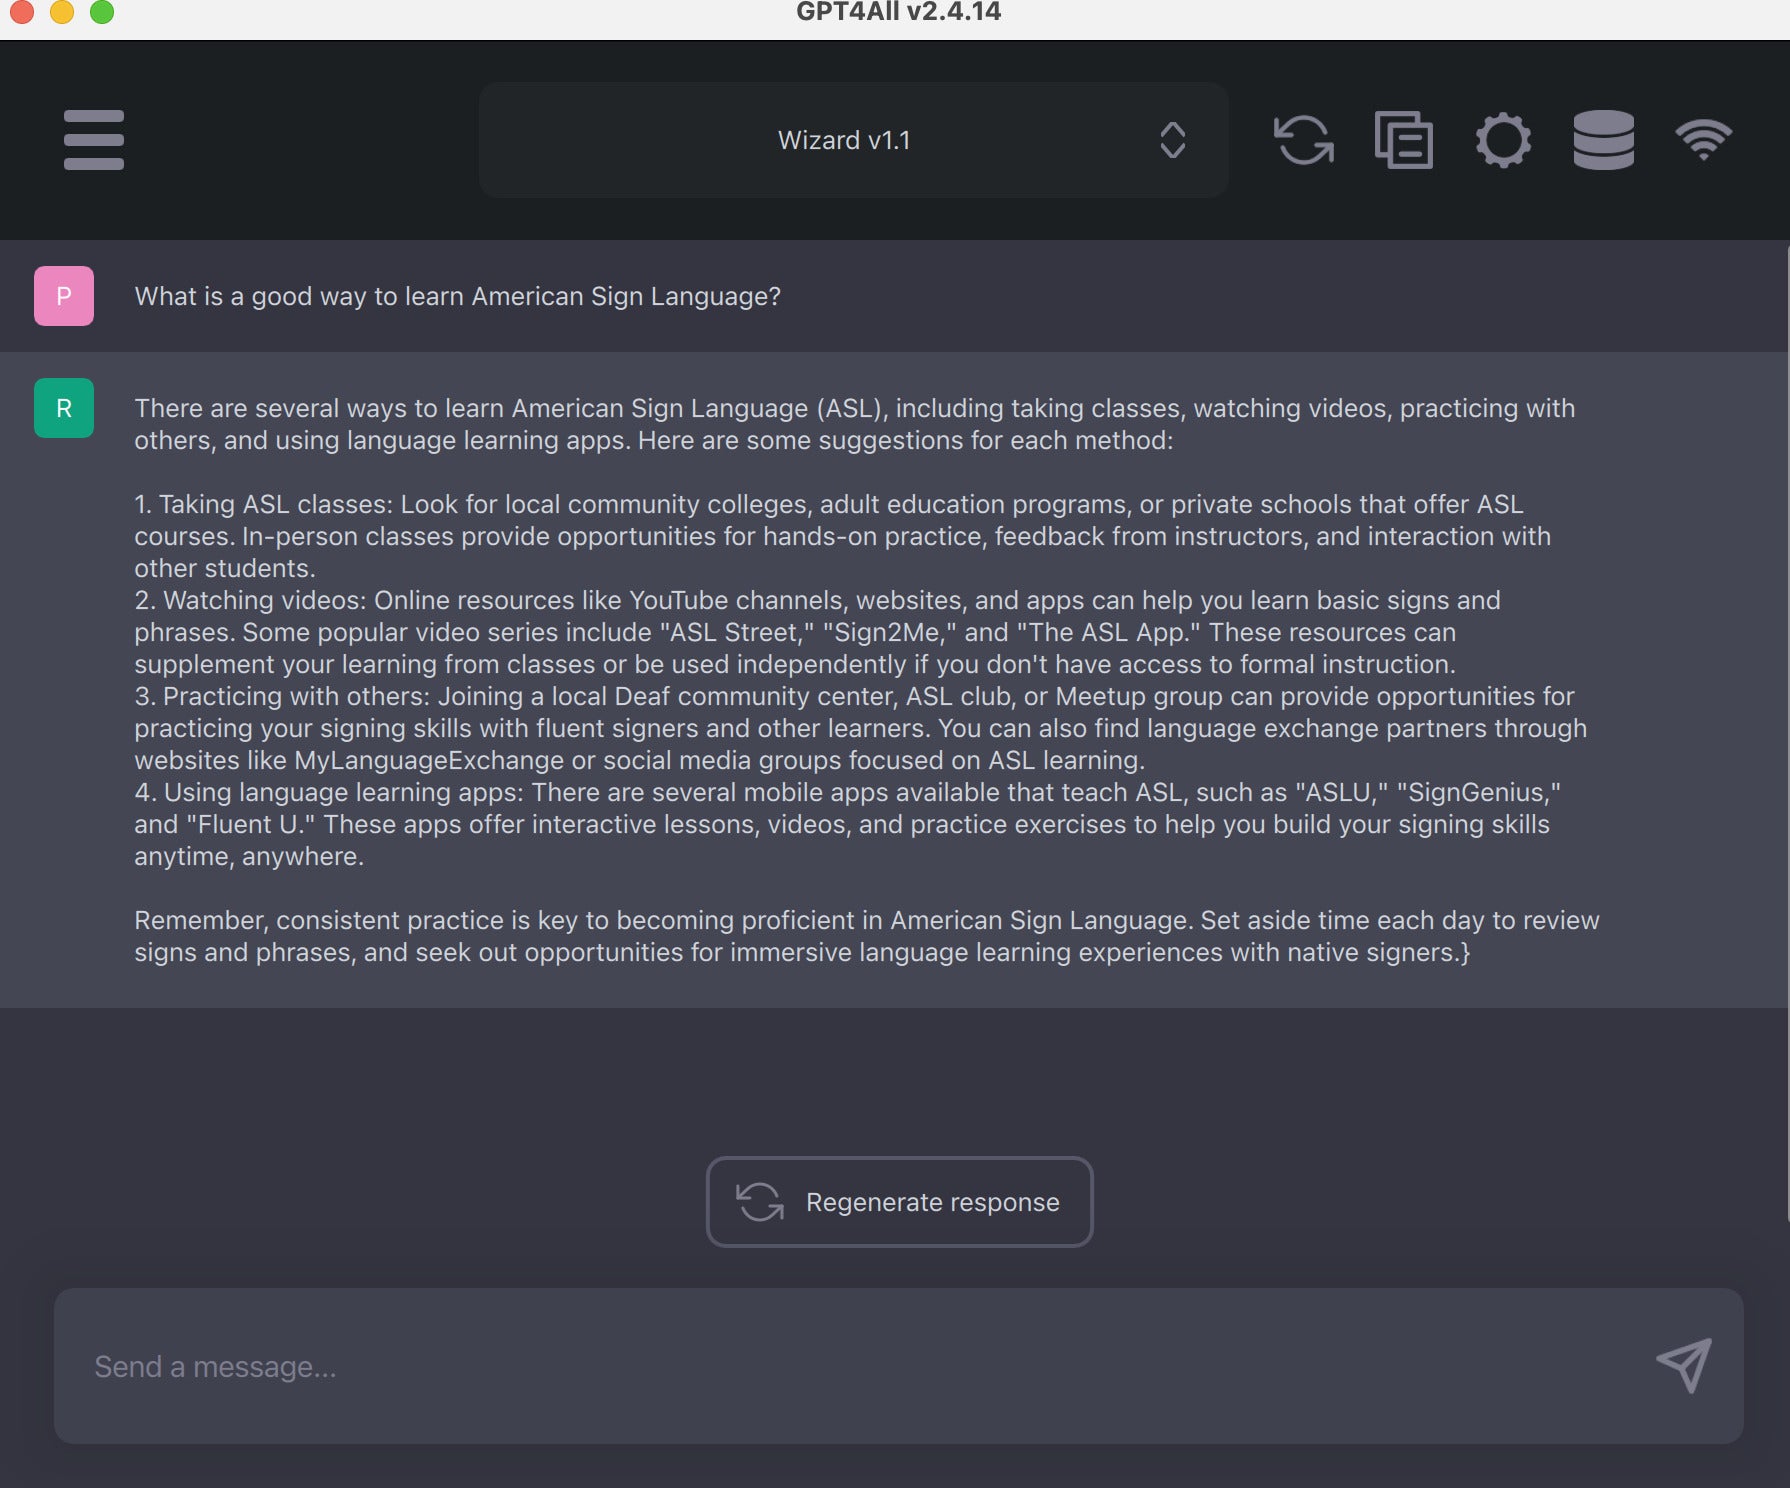 GPT4All v2.4.14
Wizard v1.1
P
What is a good way to learn American Sign Language?
R
There are several ways to learn American Sign Language (ASL), including taking classes, watching videos, practicing with
others, and using language learning apps. Here are some suggestions for each method:
1. Taking ASL classes: Look for local community colleges, adult education programs, or private schools that offer ASL
courses. In-person classes provide opportunities for hands-on practice, feedback from instructors, and interaction with
other students.
2. Watching videos: Online resources like YouTube channels, websites, and apps can help you learn basic signs and
phrases. Some popular video series include "ASL Street," "Sign2Me," and "The ASL App." These resources can
supplement your learning from classes or be used independently if you don't have access to formal instruction.
3. Practicing with others: Joining a local Deaf community center, ASL club, or Meetup group can provide opportunities for
practicing your signing skills with fluent signers and other learners. You can also find language exchange partners through
websites like MyLanguageExchange or social media groups focused on ASL learning.
4. Using language learning apps: There are several mobile apps available that teach ASL, such as "ASLU," "SignGenius,"
and "Fluent U." These apps offer interactive lessons, videos, and practice exercises to help you build your signing skills
anytime, anywhere.
Remember, consistent practice is key to becoming proficient in American Sign Language. Set aside time each day to review
signs and phrases, and seek out opportunities for immersive language learning experiences with native signers.}
Regenerate response
Send a message...